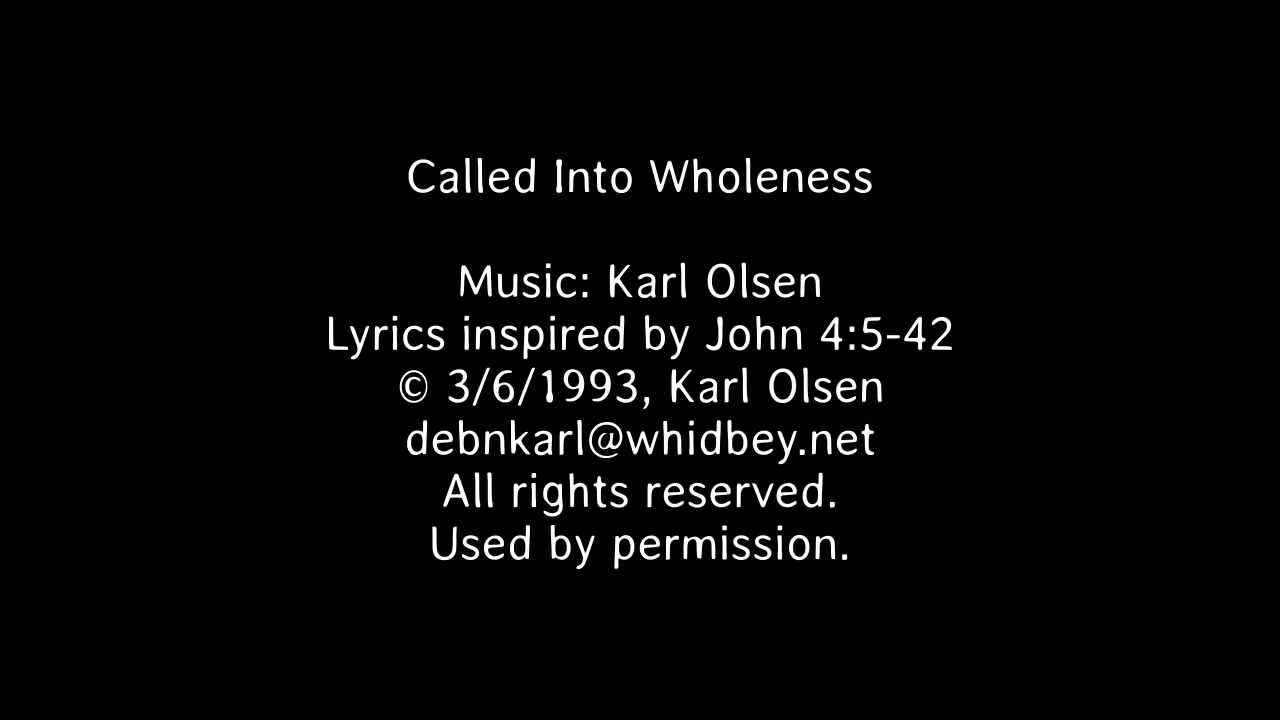 Called Into Wholeness
Music: Karl Olsen
Lyrics inspired by John 4:5-42
© 3/6/1993, Karl Olsen
debnkarl@whidbey.net
All rights reserved.
Used by permission.